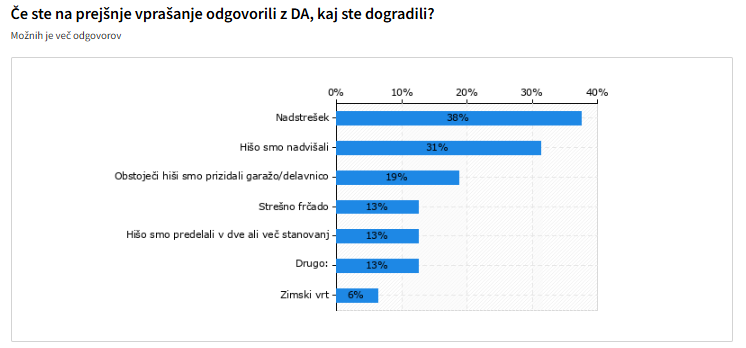 Če ste na prejšnje vprašanje odgovorili z DA, kaj ste dogradili?
Možnih je več odgovorov
0% 10% 20% 30% 40%
Nadstrešek 38%
Hišo smo nadvišali 31%
Obstoječi hiši smo prizidali garažo/delavnico 19%
Strešno frčado 13%
Hišo smo predelali v dve ali več stanovanj 13%
Drugo: 13%
Zimski vrt 6%